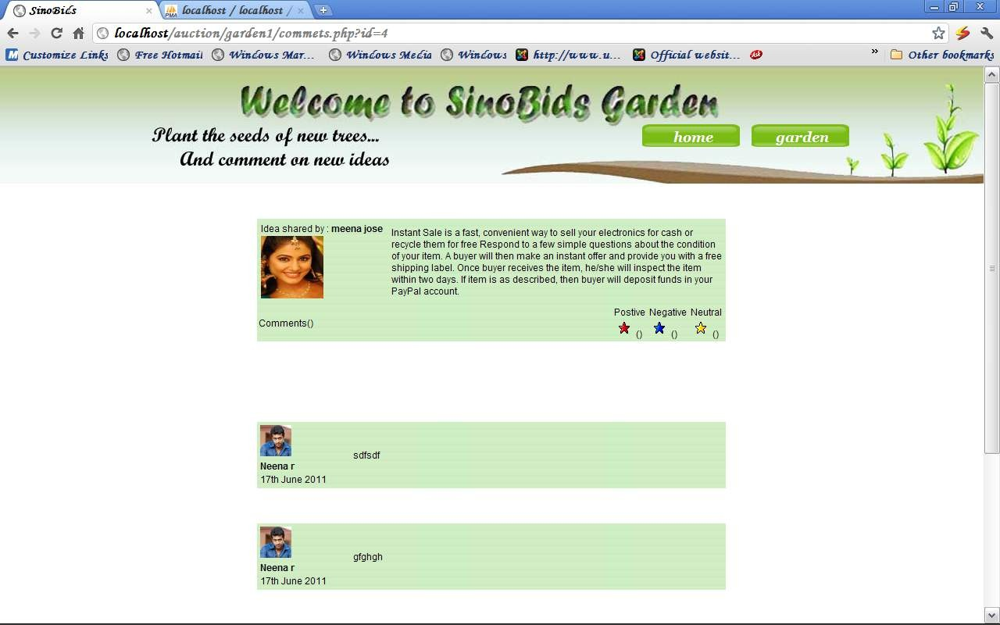 SinoBids
PMA localhost / localhost /
localhost/auction/garden1/commets.php?id=4
Customize Links Free Hotmail Windows Mar... Windows Media Windows http://www.u... Official websit... Ask » Other bookmarks
Welcome to SinoBids Garden
Plant the seeds of new trees...
And comment on new ideas
home garden
Idea shared by : meena jose
Instant Sale is a fast, convenient way to sell your electronics for cash or
recycle them for free Respond to a few simple questions about the condition
of your item. A buyer will then make an instant offer and provide you with a free
shipping label. Once buyer receives the item, he/she will inspect the item
within two days. If item is as described, then buyer will deposit funds in your
PayPal account.
Postive Negative Neutral
Comments()
() () ()
sdfsdf
Neena r
17th June 2011
gfghgh
Neena r
17th June 2011